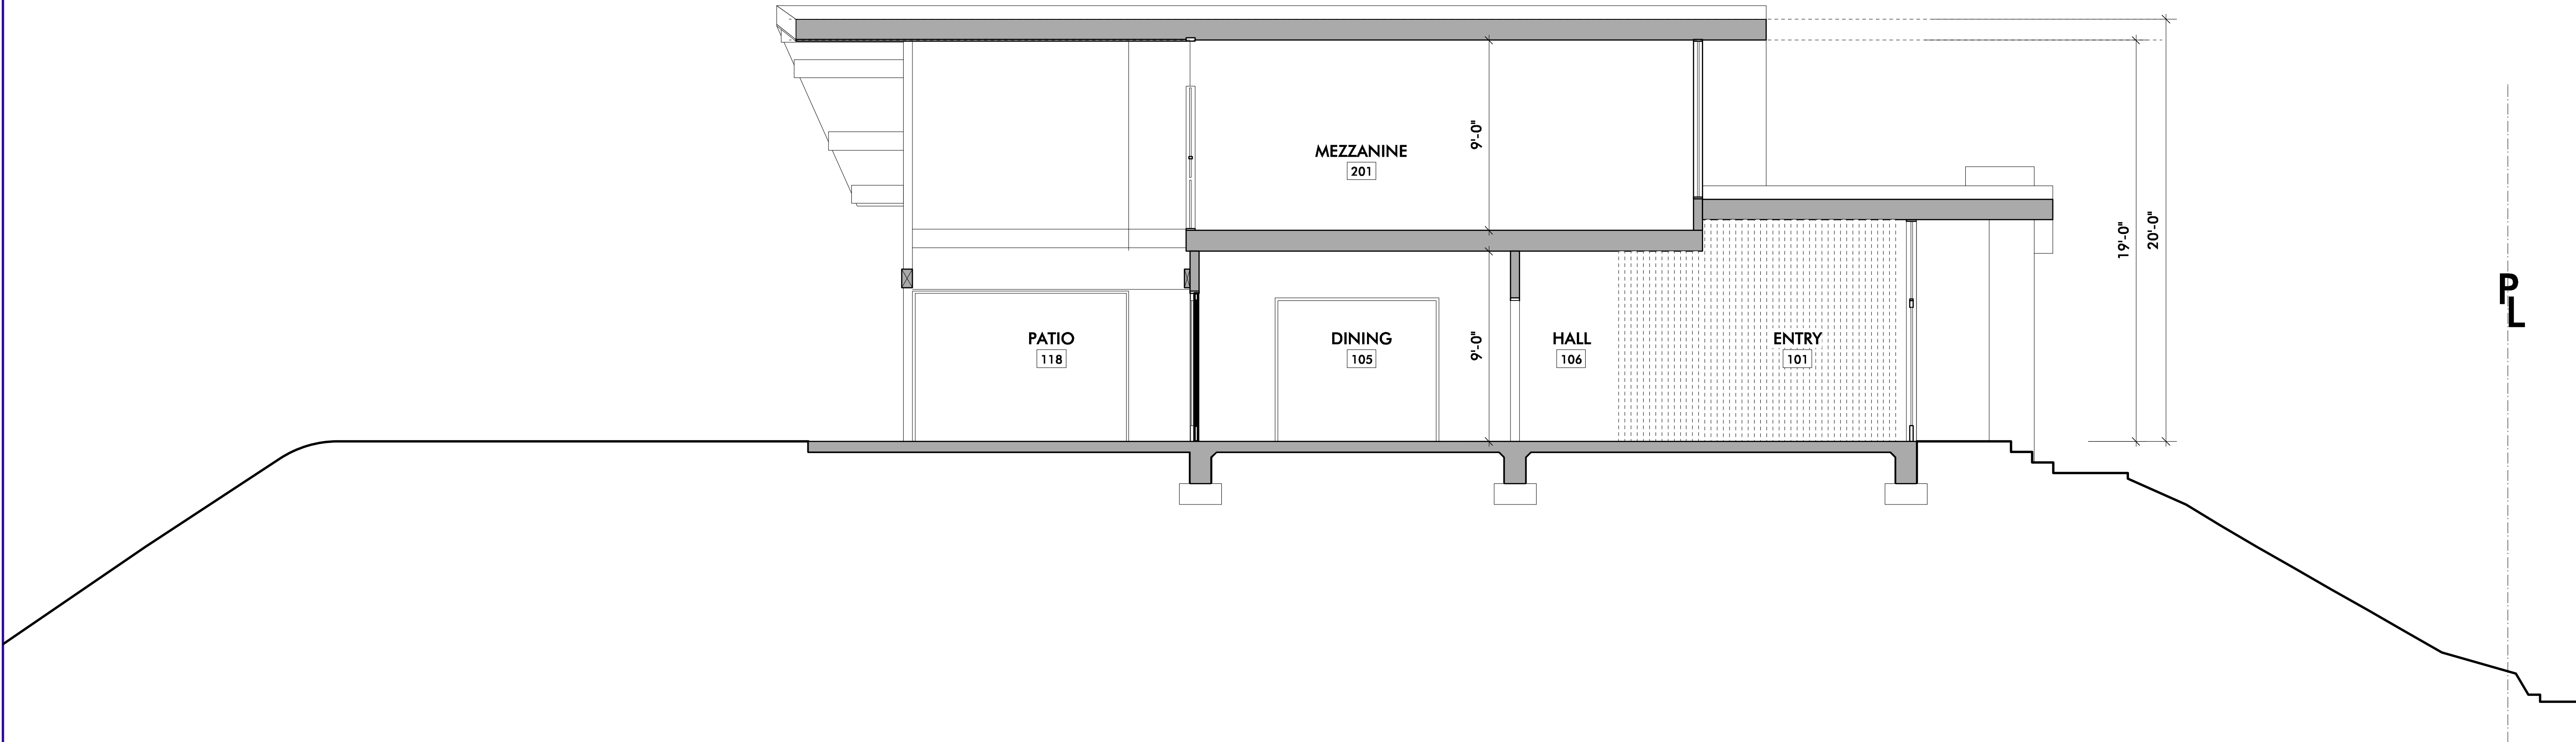 MEZZANINE
201
9'-0"
19'-0"
20'-0"
PL
PATIO
118
DINING
105
9'-0"
HALL
106
ENTRY
101